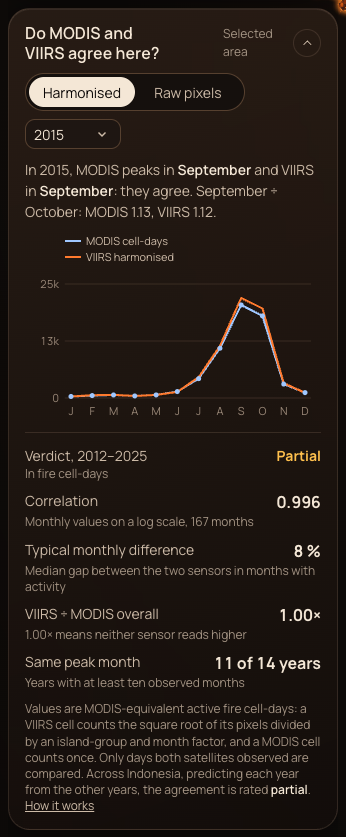 Do MODIS and
VIIRS agree here?
Selected
area
Harmonised
Raw pixels
2015
In 2015, MODIS peaks in September and VIIRS
in September: they agree. September ÷
October: MODIS 1.13, VIIRS 1.12.
MODIS cell-days
VIIRS harmonised
25k
13k
0
J F M A M J J A S O N D
Verdict, 2012–2025
Partial
In fire cell-days
Correlation
0.996
Monthly values on a log scale, 167 months
Typical monthly difference
8 %
Median gap between the two sensors in months with
activity
VIIRS ÷ MODIS overall
1.00×
1.00× means neither sensor reads higher
Same peak month
11 of 14 years
Years with at least ten observed months
Values are MODIS-equivalent active fire cell-days: a
VIIRS cell counts the square root of its pixels divided
by an island-group and month factor, and a MODIS cell
counts once. Only days both satellites observed are
compared. Across Indonesia, predicting each year
from the other years, the agreement is rated partial.
How it works